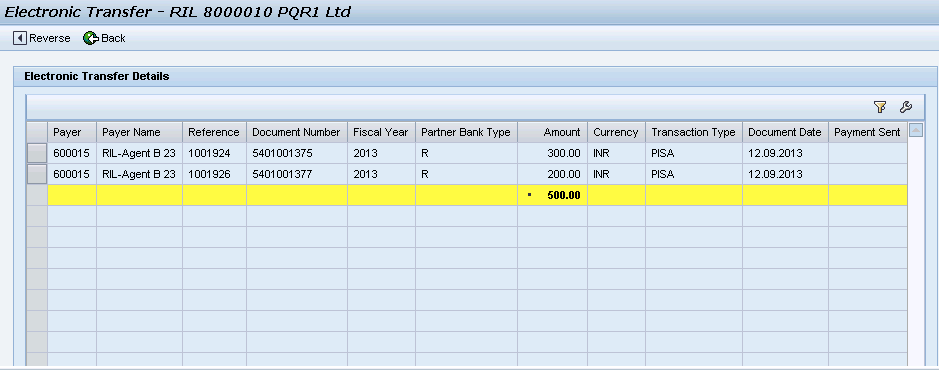 Electronic Transfer - RIL 8000010 PQR1 Ltd
Reverse Back
Electronic Transfer Details
Payer Payer Name Reference Document Number Fiscal Year Partner Bank Type Amount Currency Transaction Type Document Date Payment Sent
600015 RIL-Agent B 23 1001924 5401001375 2013 R 300.00 INR PISA 12.09.2013
600015 RIL-Agent B 23 1001926 5401001377 2013 R 200.00 INR PISA 12.09.2013
▪ 500.00